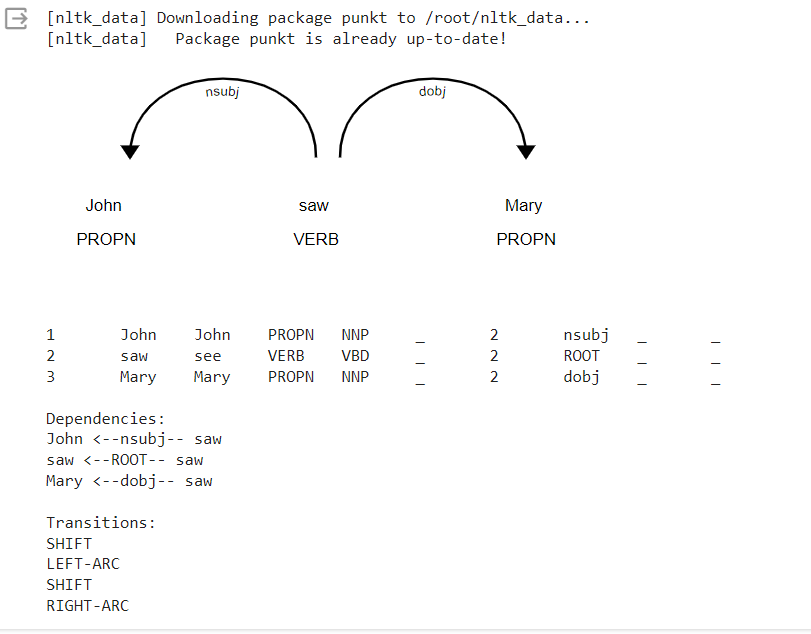 [nltk_data] Downloading package punkt to /root/nltk_data...
[nltk_data]   Package punkt is already up-to-date!
nsubj dobj
John saw Mary
PROPN VERB PROPN
1 John John PROPN NNP _ 2 nsubj _ _
2 saw see VERB VBD _ 2 ROOT _ _
3 Mary Mary PROPN NNP _ 2 dobj _ _
Dependencies:
John <--nsubj-- saw
saw <--ROOT-- saw
Mary <--dobj-- saw
Transitions:
SHIFT
LEFT-ARC
SHIFT
RIGHT-ARC